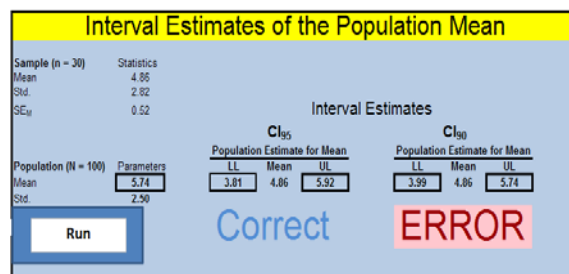 Interval Estimates of the Population Mean
Sample (n = 30) Statistics
Mean 4.86
Std. 2.82
SEM 0.52
Interval Estimates
CI95 CI90
Population Estimate for Mean Population Estimate for Mean
Population (N = 100) Parameters LL Mean UL LL Mean UL
Mean 5.74 3.81 4.86 5.92 3.99 4.86 5.74
Std. 2.50
Run
Correct ERROR